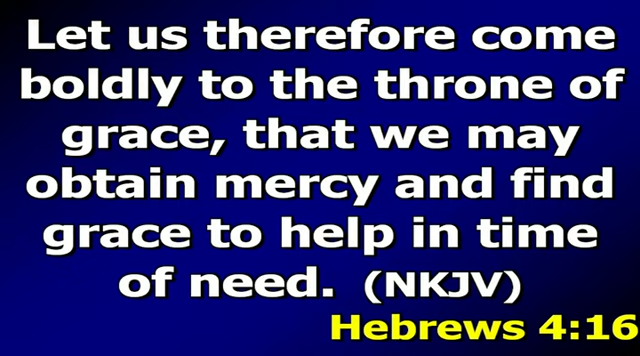 Let us therefore come
boldly to the throne of
grace, that we may
obtain mercy and find
grace to help in time
of need. (NKJV)
Hebrews 4:16